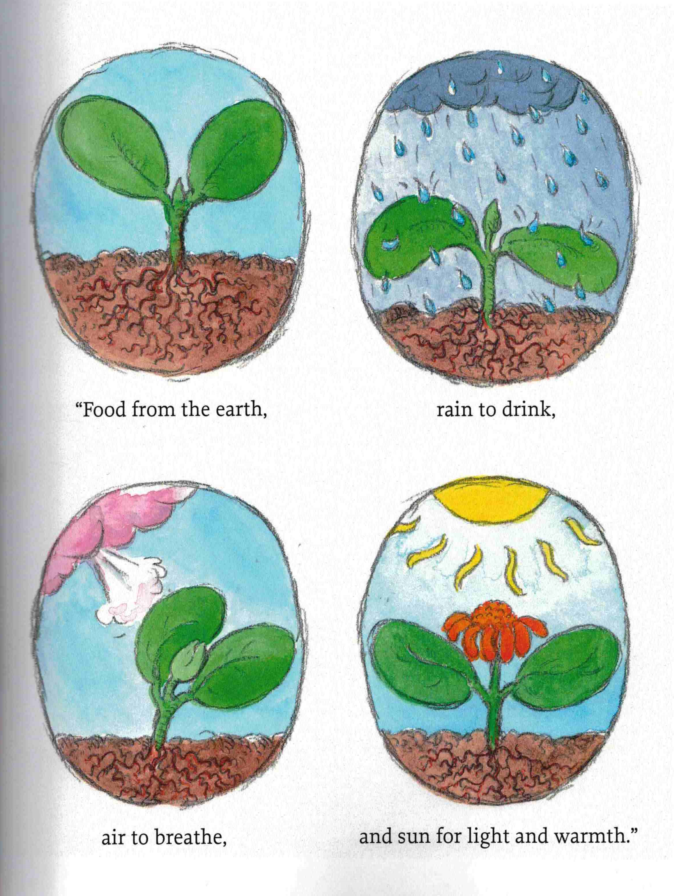 “Food from the earth,
rain to drink,
air to breathe,
and sun for light and warmth.”